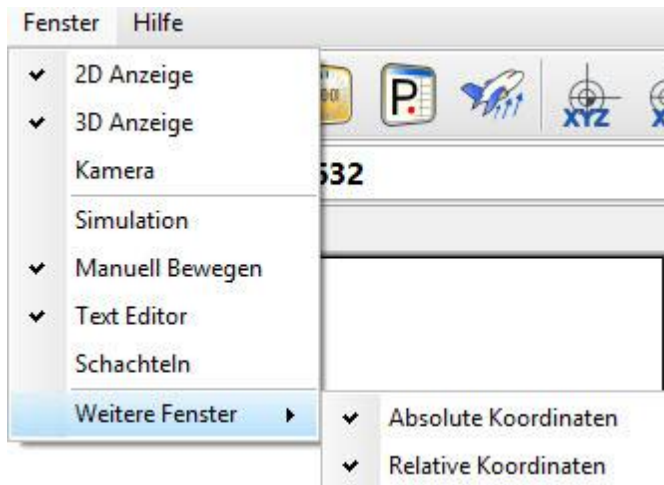 Fenster Hilfe
2D Anzeige
3D Anzeige
P.
XYZ
Kamera
532
Simulation
Manuell Bewegen
Text Editor
Schachteln
Weitere Fenster
Absolute Koordinaten
Relative Koordinaten